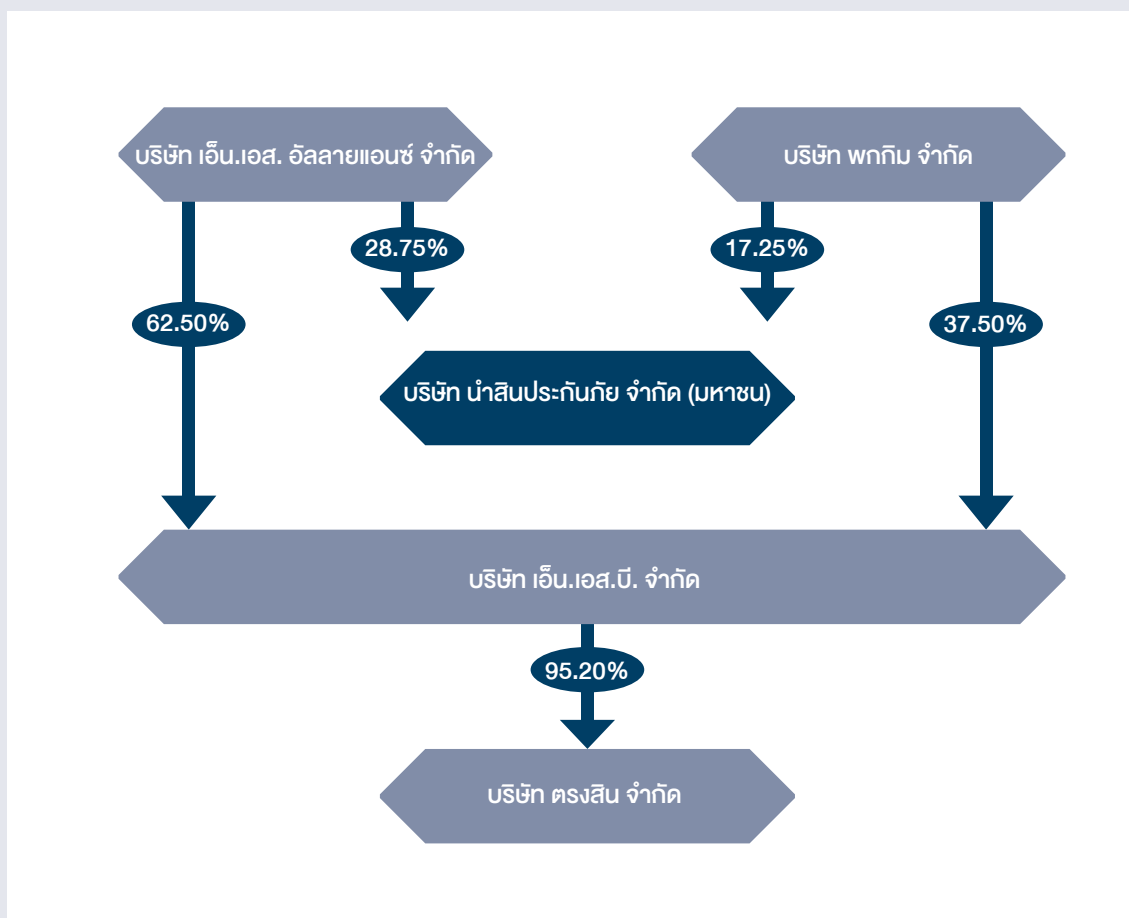 บริษัท เอ็น.เอส. อัลลายแอนซ์ จำกัด
บริษัท พกกิม จำกัด
28.75%
17.25%
62.50%
37.50%
บริษัท นำสินประกันภัย จำกัด (มหาชน)
บริษัท เอ็น.เอส.บี. จำกัด
95.20%
บริษัท ตรงสิน จำกัด